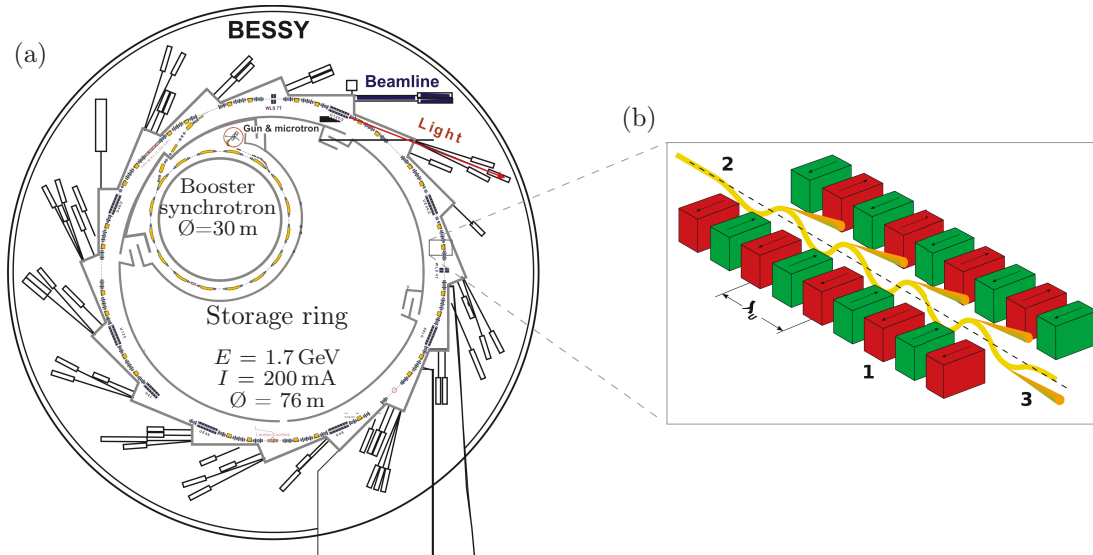 (a)
BESSY
Beamline
WLS 7T
Gun & microtron
Light
(b)
Booster
synchrotron
Ø=30 m
Storage ring
E = 1.7 GeV
I = 200 mA
Ø = 76 m
2
λu
1
3